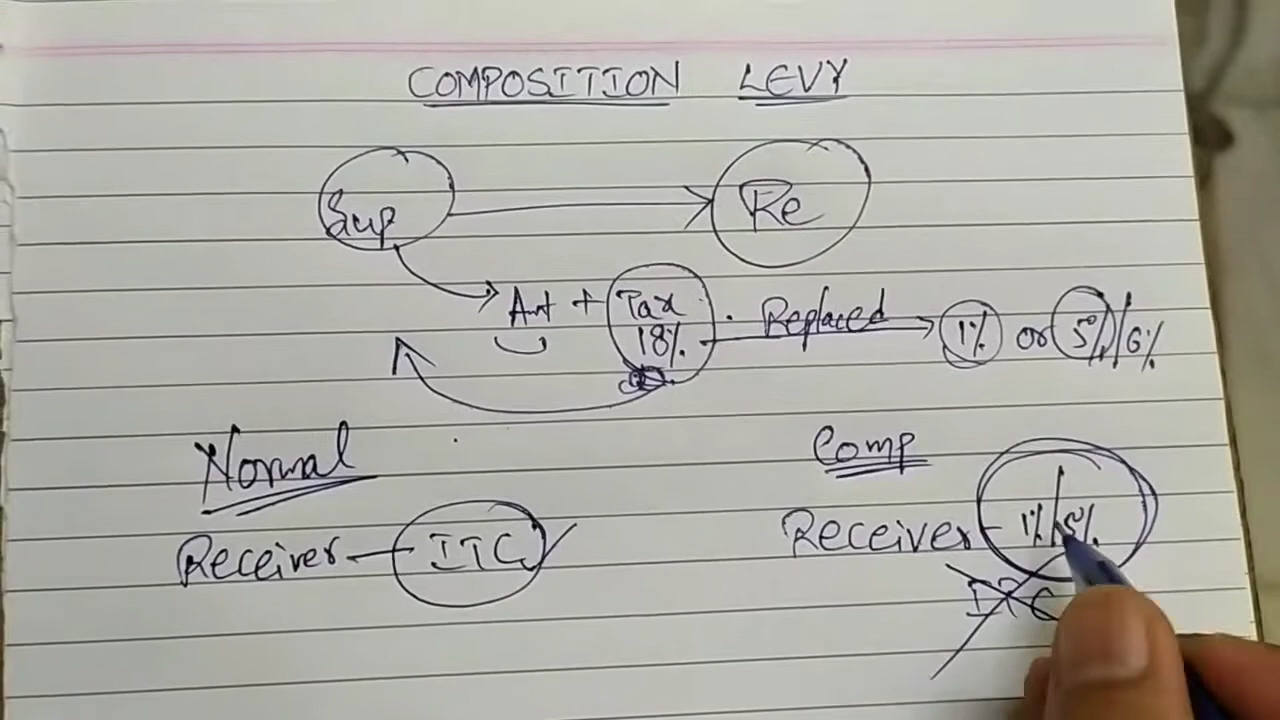 COMPOSITION LEVY
Sup Re
Amt + Tax . Replaced 1% or 5%/6%
18%.
Normal Comp
Receiver - ITC Receiver - 1%/5%.
ITC